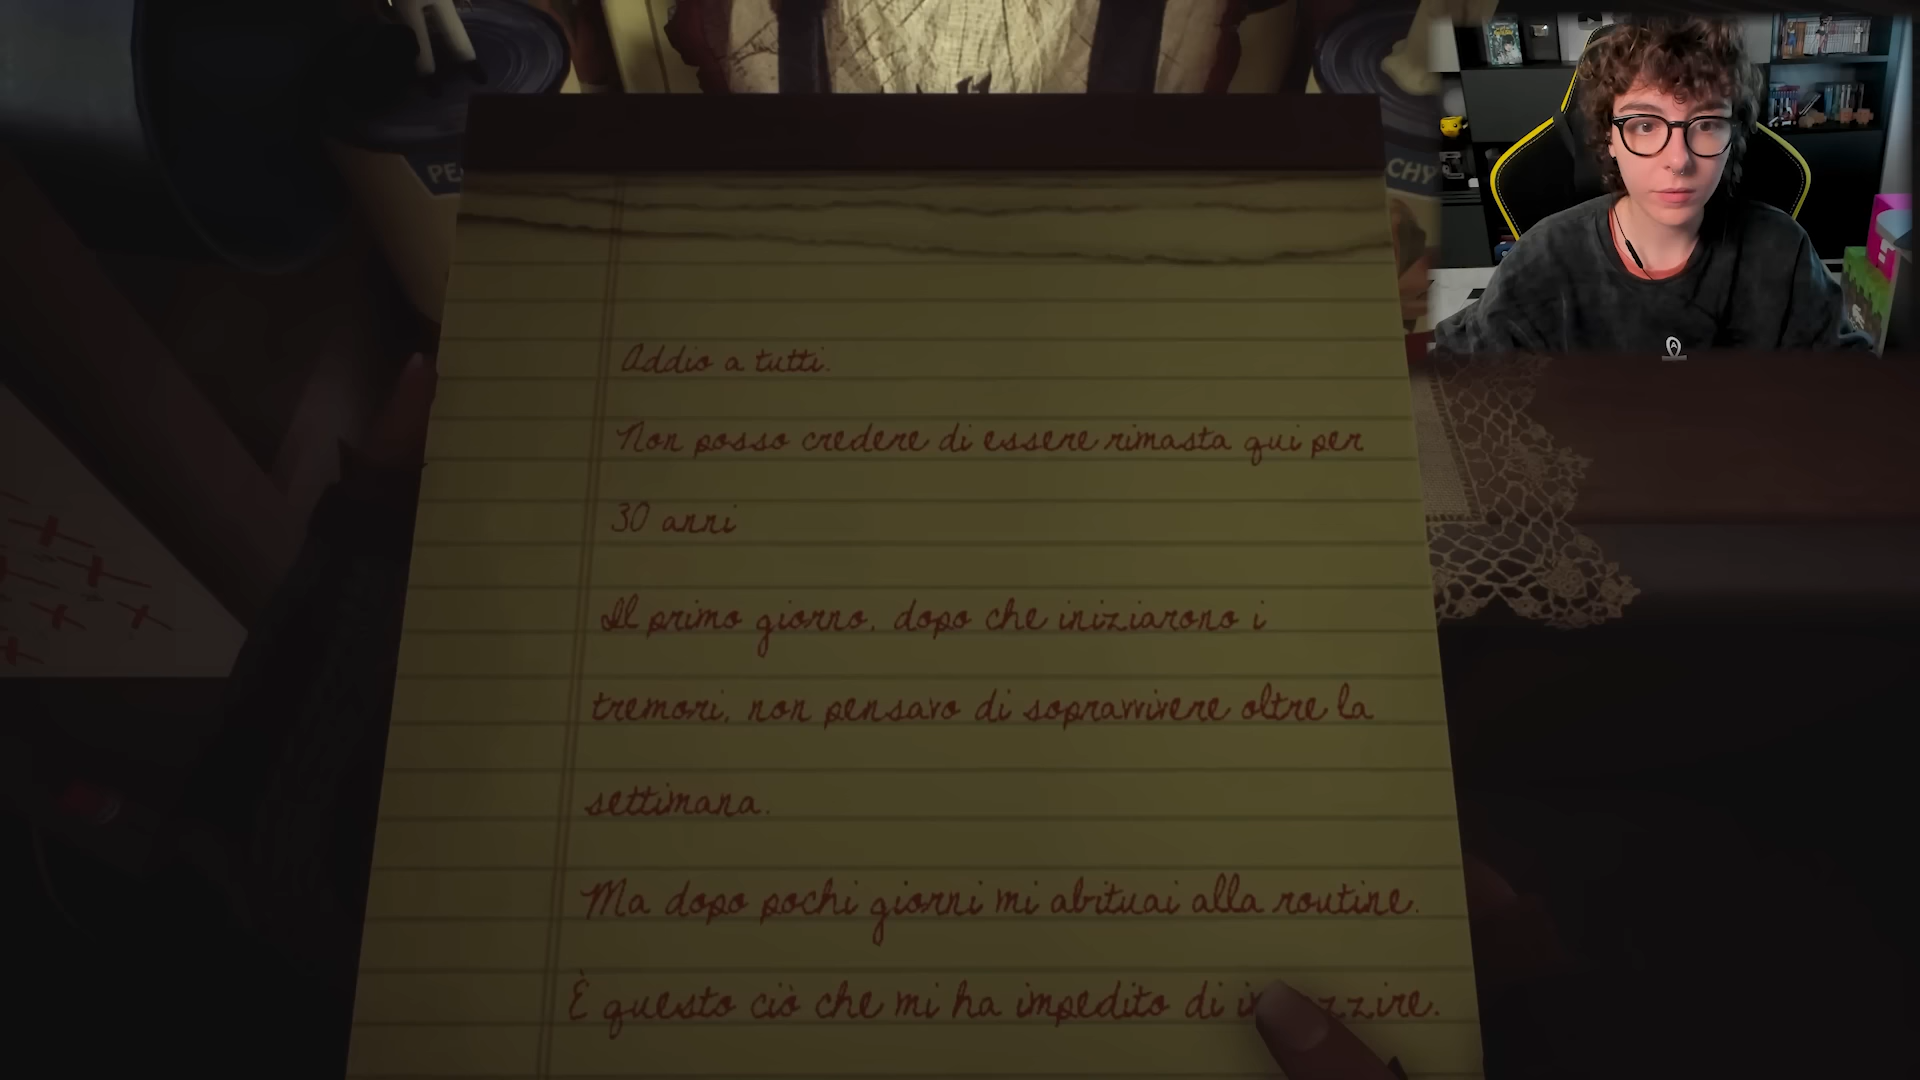 PE
CHY
Addio a tutti.
Non posso credere di essere rimasta qui per
30 anni
Il primo giorno, dopo che iniziarono i
tremori, non pensavo di sopravvivere oltre la
settimana.
Ma dopo pochi giorni mi abituai alla routine.
È questo ciò che mi ha impedito di